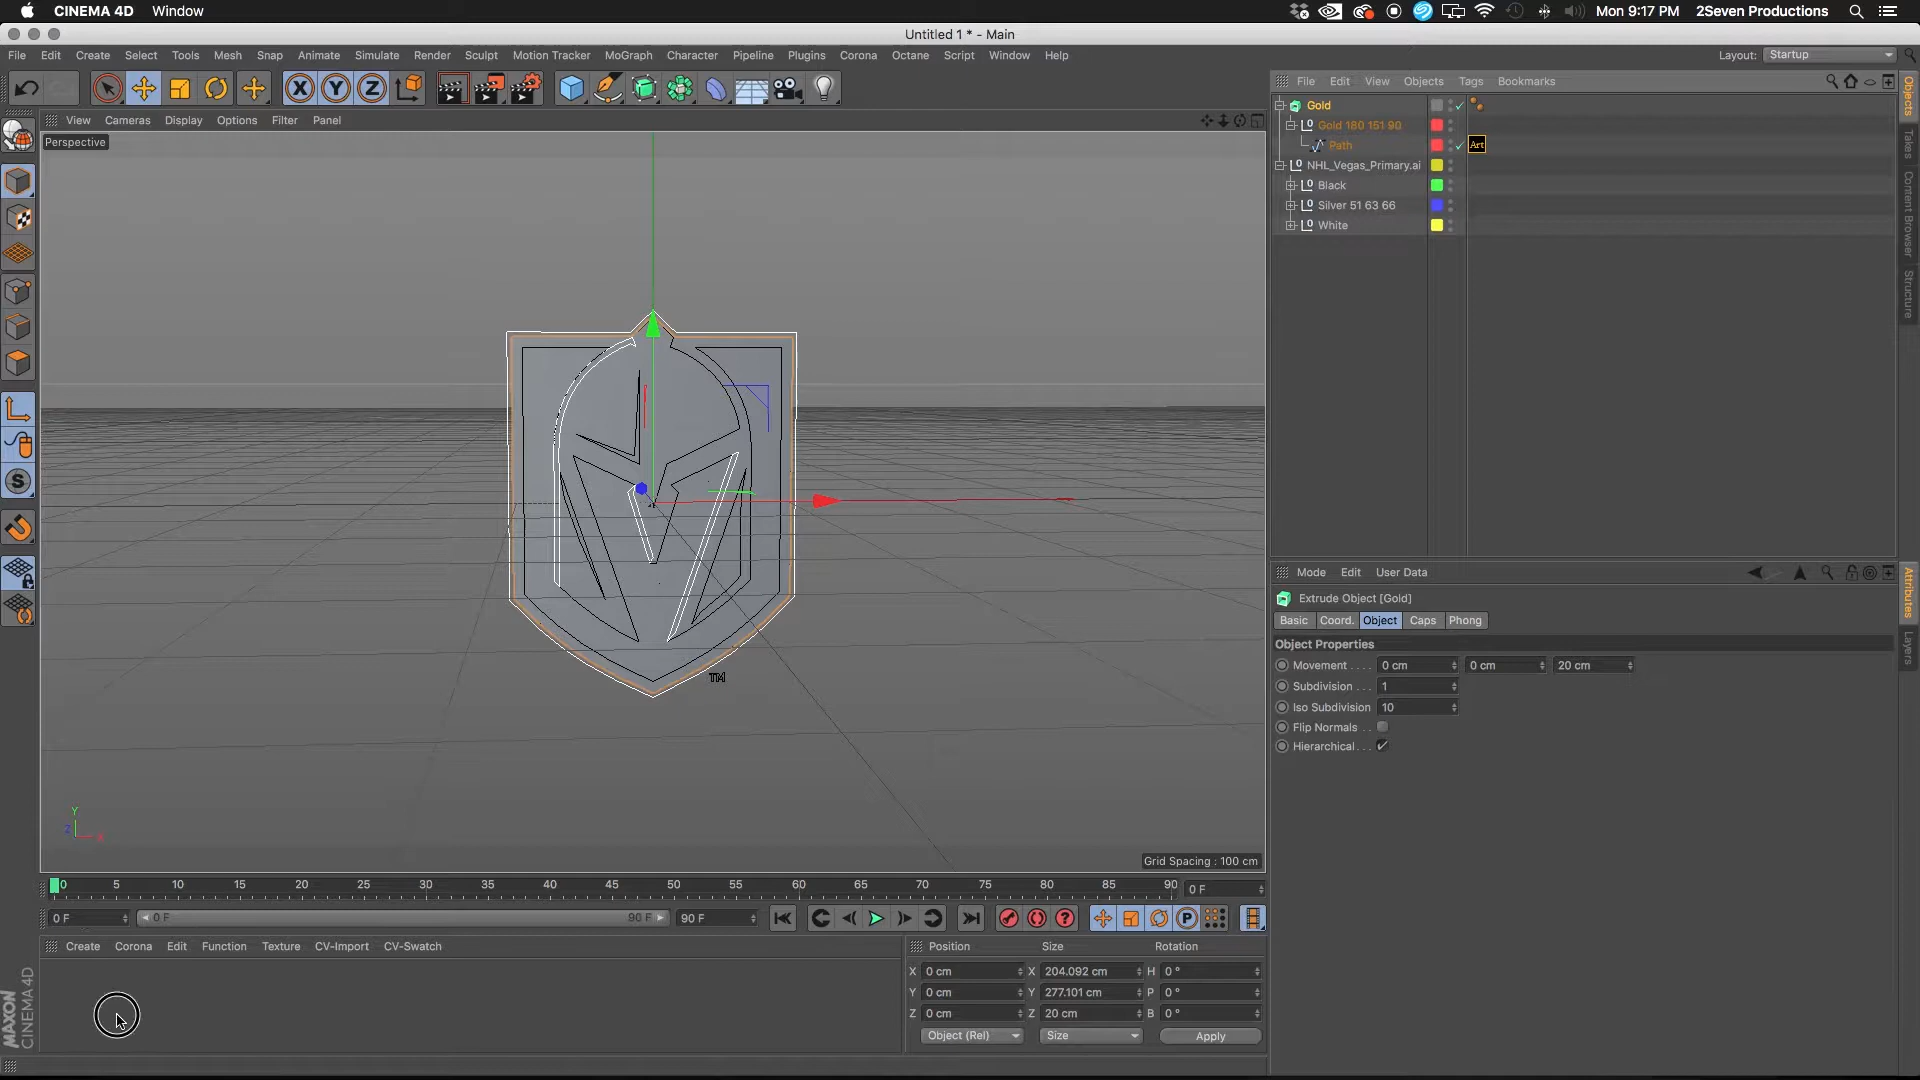 CINEMA 4D Window Mon 9:17 PM 2Seven Productions
Untitled 1 * - Main
File Edit Create Select Tools Mesh Snap Animate Simulate Render Sculpt Motion Tracker MoGraph Character Pipeline Plugins Corona Octane Script Window Help Layout: Startup
X Y Z
File Edit View Objects Tags Bookmarks
View Cameras Display Options Filter Panel
Perspective
Gold
Gold 180 151 90
Path Art
NHL_Vegas_Primary.ai
Black
Silver 51 63 66
White
Objects
Takes
Content Browser
Structure
TM
Y
Z X
Grid Spacing : 100 cm
Mode Edit User Data
Extrude Object [Gold]
Basic Coord. Object Caps Phong
Object Properties
Movement . . . . 0 cm 0 cm 20 cm
Subdivision . . . 1
Iso Subdivision 10
Flip Normals . .
Hierarchical . . .
Attributes
Layers
0 5 10 15 20 25 30 35 40 45 50 55 60 65 70 75 80 85 90 0 F
0 F 0 F 90 F 90 F
Create Corona Edit Function Texture CV-Import CV-Swatch
Position Size Rotation
X 0 cm X 204.092 cm H 0 °
Y 0 cm Y 277.101 cm P 0 °
Z 0 cm Z 20 cm B 0 °
Object (Rel) Size Apply
MAXON
CINEMA 4D